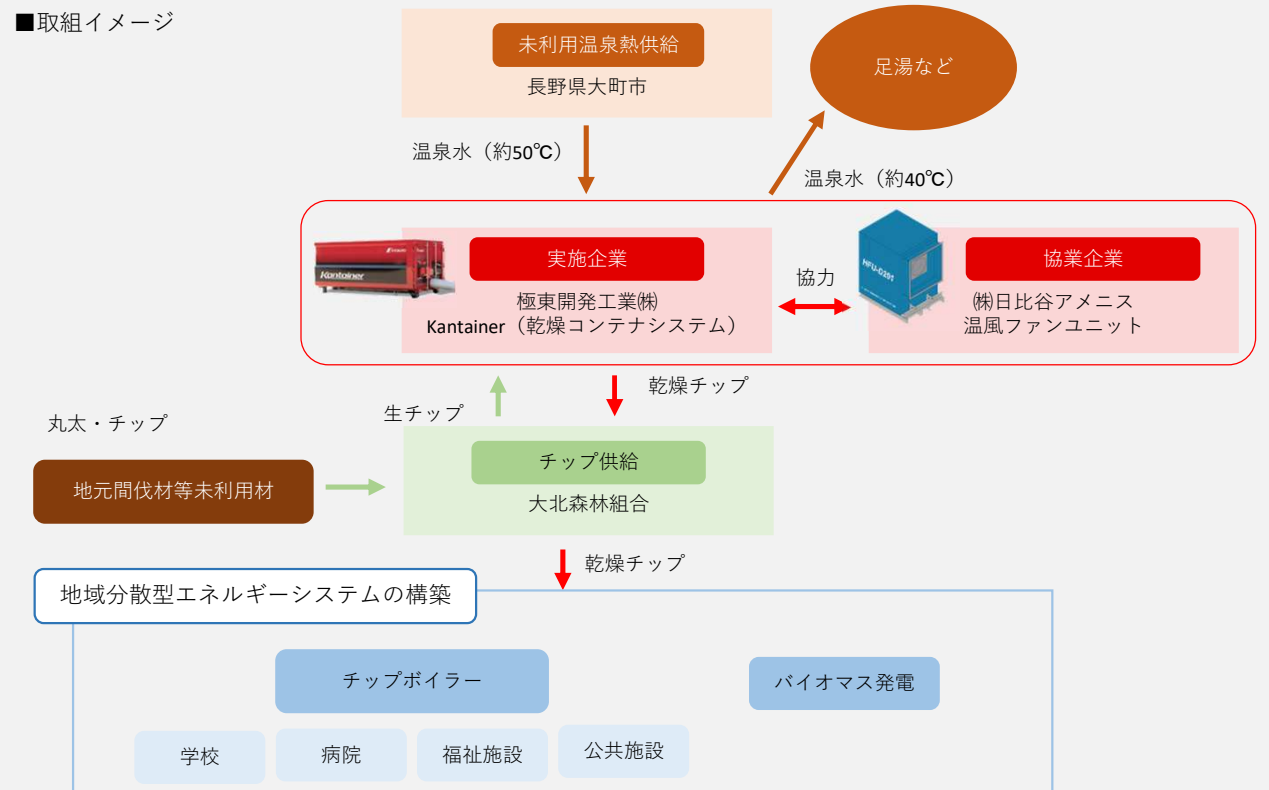 ■取組イメージ
未利用温泉熱供給
長野県大町市
足湯など
温泉水（約50℃）
温泉水（約40℃）
Kantainer
実施企業
極東開発工業㈱
Kantainer（乾燥コンテナシステム）
協力
HFU-D201
協業企業
㈱日比谷アメニス
温風ファンユニット
乾燥チップ
生チップ
丸太・チップ
地元間伐材等未利用材
チップ供給
大北森林組合
乾燥チップ
地域分散型エネルギーシステムの構築
チップボイラー
バイオマス発電
学校
病院
福祉施設
公共施設